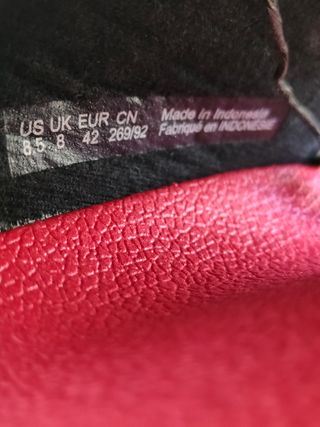 US UK EUR CN Made in Indonesia
8.5 8 42 269/92 Fabriqué en INDONESIE